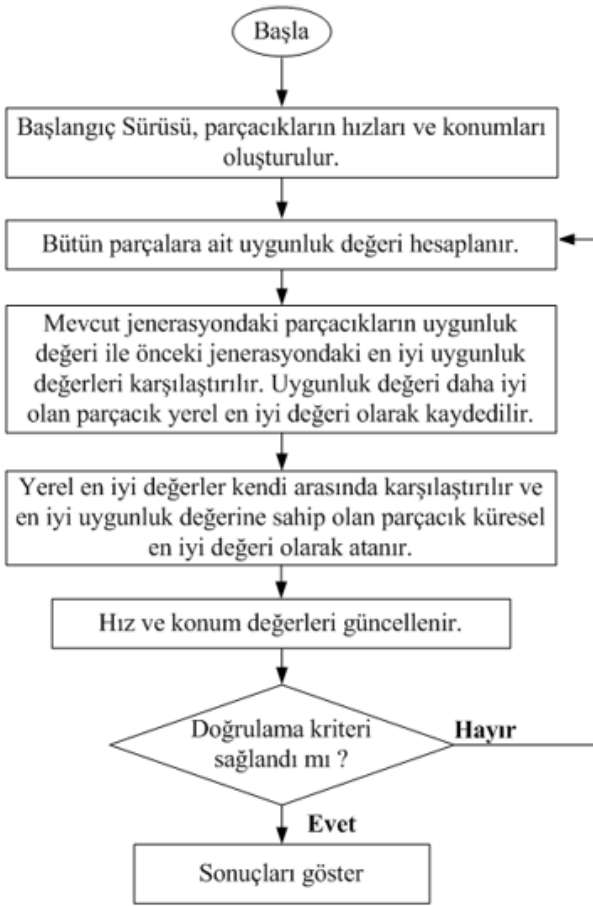 Başla
Başlangıç Sürüsü, parçacıkların hızları ve konumları
oluşturulur.
Bütün parçalara ait uygunluk değeri hesaplanır.
Mevcut jenerasyondaki parçacıkların uygunluk
değeri ile önceki jenerasyondaki en iyi uygunluk
değerleri karşılaştırılır. Uygunluk değeri daha iyi
olan parçacık yerel en iyi değeri olarak kaydedilir.
Yerel en iyi değerler kendi arasında karşılaştırılır ve
en iyi uygunluk değerine sahip olan parçacık küresel
en iyi değeri olarak atanır.
Hız ve konum değerleri güncellenir.
Doğrulama kriteri
sağlandı mı ?
Hayır
Evet
Sonuçları göster